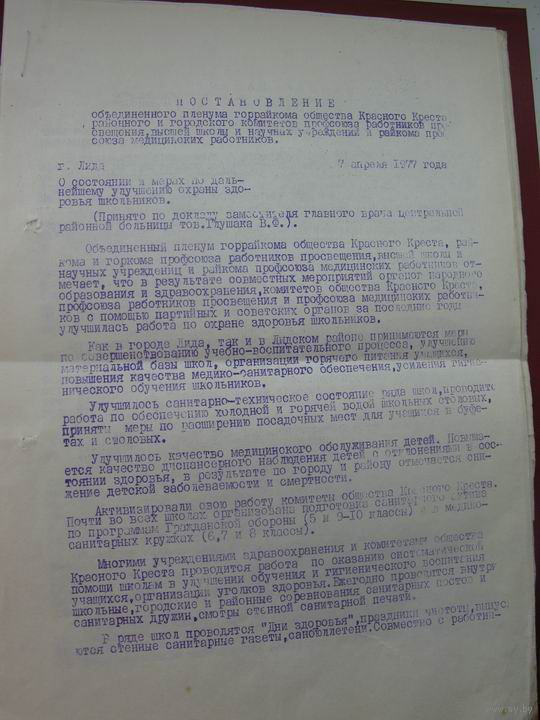 ПОСТАНОВЛЕНИЕ
объединенного пленума горрайкома общества Красного Креста
районного и городского комитетов профсоюза работников про
свещения,высшей школы и научных учреждений и райкома проф
союза медицинских работников.
г. Лида 7 апреля 1977 года
О состоянии и мерах по даль-
нейшему улучшению охраны здо-
ровья школьников.
(Принято по докладу заместителя главного врача центральной
районной больницы тов.Глушака В.Ф.).
Объединенный пленум горрайкома общества Красного Креста, рай-
кома и горкома профсоюза работников просвещения,высшей школы и
научных учреждениц и райкома профсоюза медицинских работников от-
мечает, что в результате совместных мероприятий органов народного
образования и здравоохранения,комитетов общества Красного Креста,
профсоюза работников просвещения и профсоюза медицинских работни-
ков с помощью партийных и советских органов за последние годы
улучшилась работа по охране здоровья школьников.
Как в городе Лида, так и в Лидском районе принимаются меры
по совершенствованию учебно-воспитательного процесса, улучшению
материальной базы школ, организации горячего питания учащихся,
повышения качества медико-санитарного обеспечения,усиления гигие-
нического обучения школьников.
Улучшилось санитарно-техническое состояние ряда школ,проводится
работа по обеспечению холодной и горячей водой школьных столовых,
приняты меры по расширению посадочных мест для учащихся в буфе-
тах и столовых.
Улучшилось качество медицинского обслуживания детей. Повыша-
ется качество диспансерного наблюдения детей с отклонениями в сос-
тоянии здоровья, в результате по городу и району отмечается сни-
жение детской заболеваемости и смертности.
Активизировали свою работу комитеты общества Красного Креста.
Почти во всех школах организована подготовка санитарного актива
по программам Гражданской обороны (5 и 9-10 классы) и в медико-
санитарных кружках (6,7 и 8 классы).
Многими учреждениями здравоохранения и комитетами общества
Красного Креста проводится работа по оказанию систематической
помощи школам в улучшении обучения и гигиенического воспитания
учащихся,организации уголков здоровья.Ежегодно проводятся внутри
школьные,городские и районные соревнования санитарных постов и
санитарных дружин,смотры стенной санитарной печати.
В ряде школ проводятся "Дни здоровья",праздники чистоты,выпуска
ются стенные санитарные газеты,санбюллетени.Совместно с работни-
www.ay.by